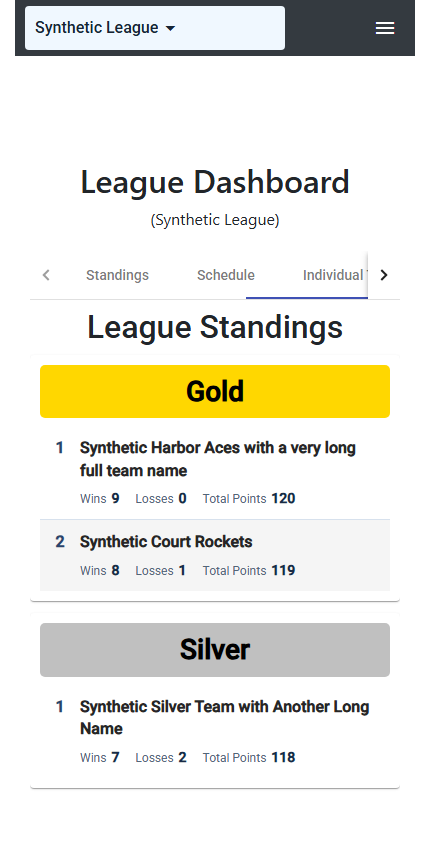 Synthetic League
League Dashboard
(Synthetic League)
Standings Schedule Individual
League Standings
Gold
1 Synthetic Harbor Aces with a very long
full team name
Wins 9 Losses 0 Total Points 120
2 Synthetic Court Rockets
Wins 8 Losses 1 Total Points 119
Silver
1 Synthetic Silver Team with Another Long
Name
Wins 7 Losses 2 Total Points 118